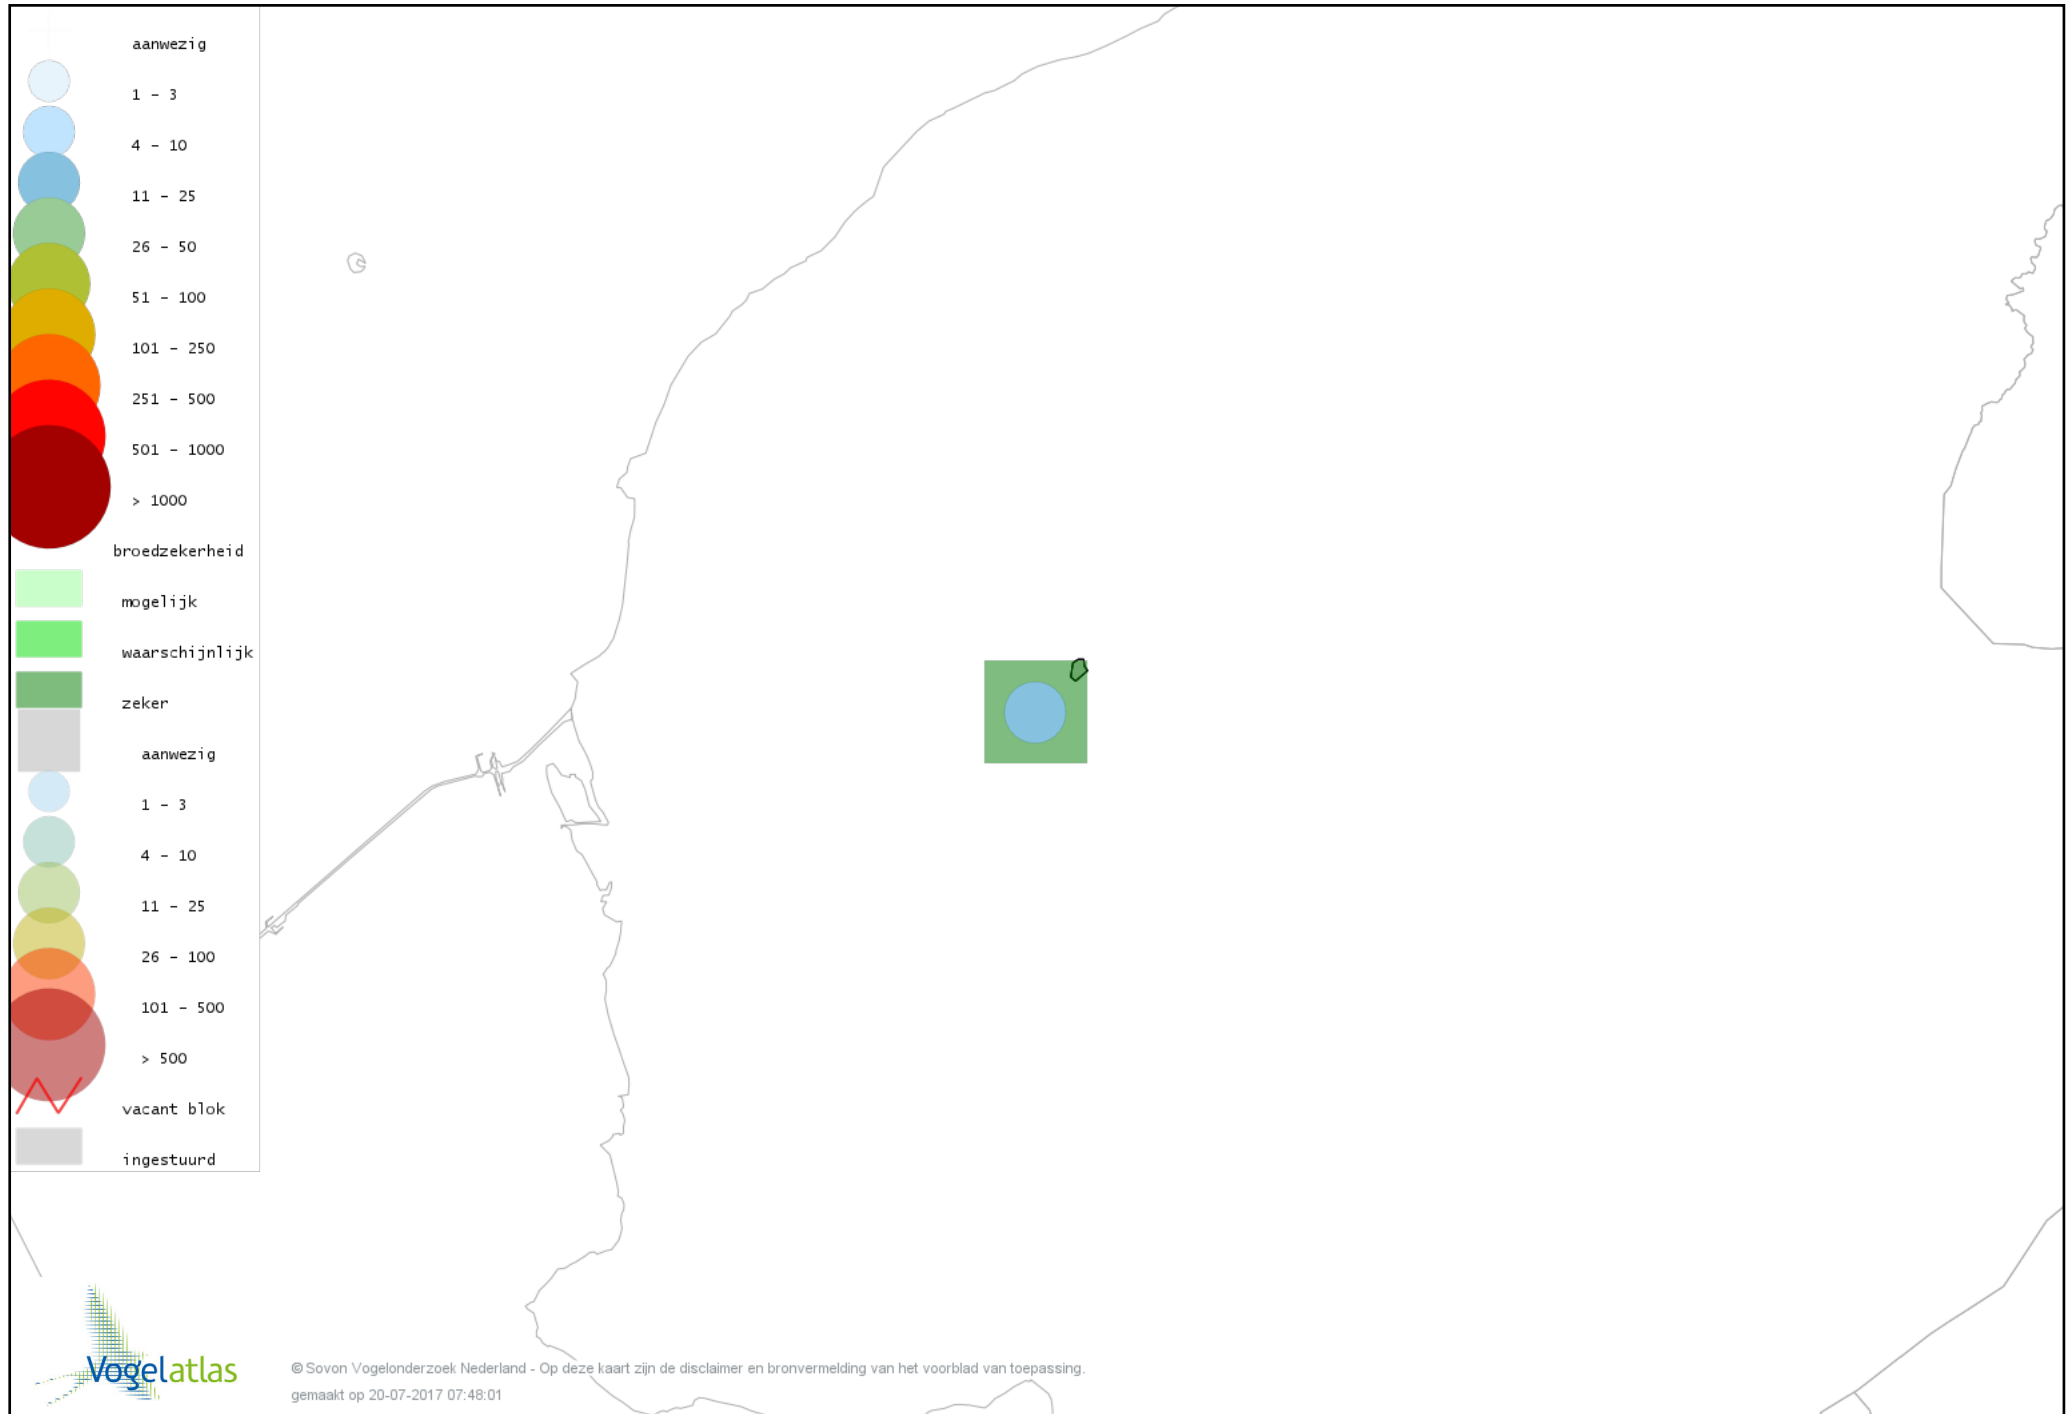 aanwezig
1 - 3
4 - 10
11 - 25
26 - 50
51 - 100
101 - 250
251 - 500
501 - 1000
> 1000
broedzekerheid
mogelijk
waarschijnlijk
zeker
aanwezig
1 - 3
4 - 10
11 - 25
26 - 100
101 - 500
> 500
vacant blok
ingestuurd
Vogelatlas
© Sovon Vogelonderzoek Nederland - Op deze kaart zijn de disclaimer en bronvermelding van het voorblad van toepassing.
gemaakt op 20-07-2017 07:48:01